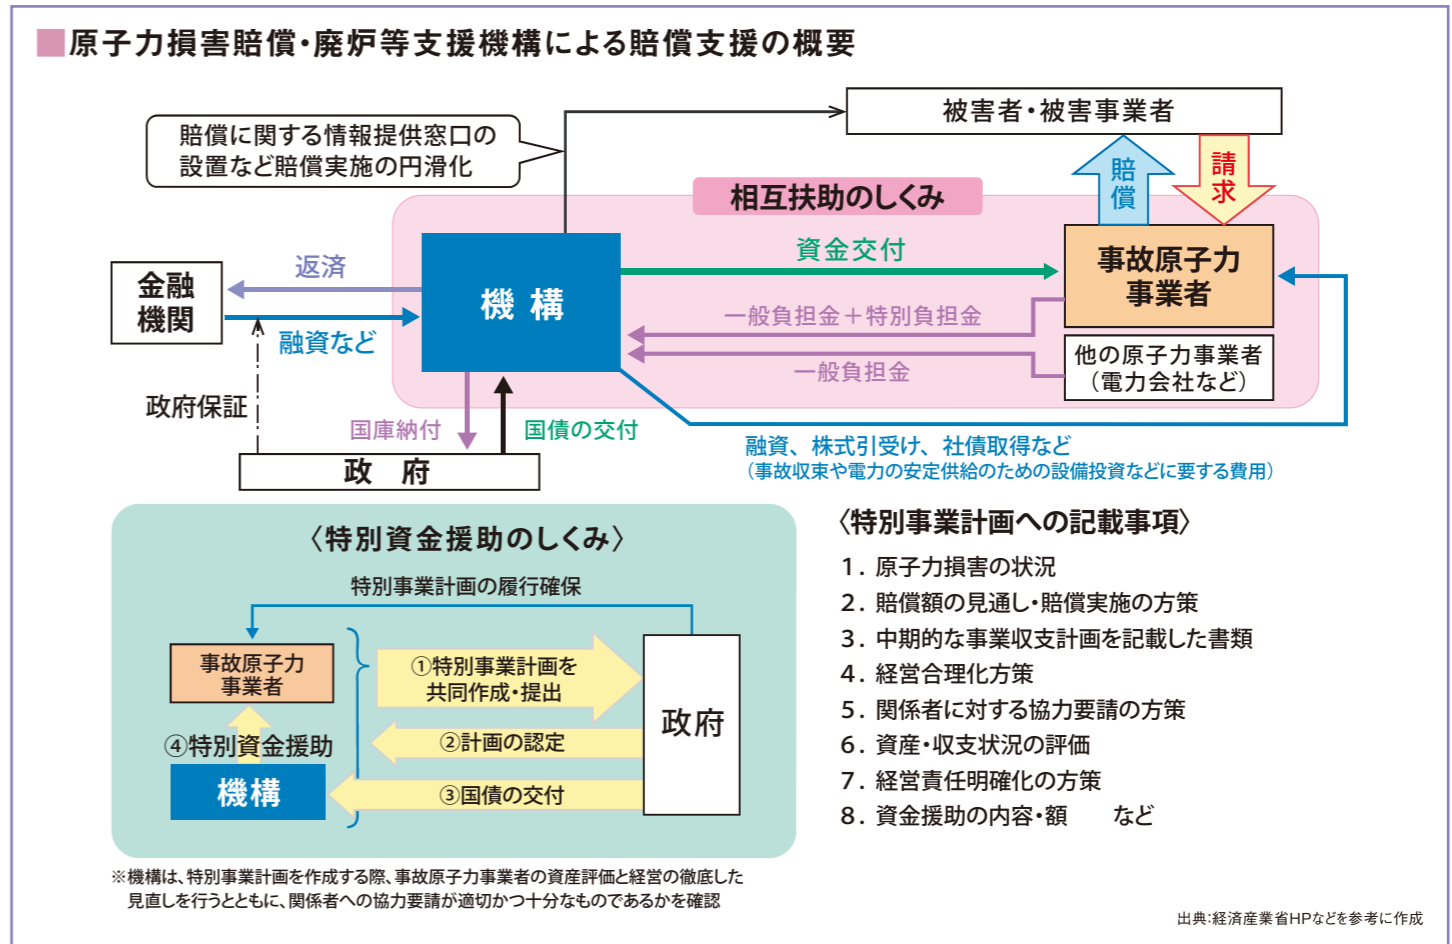 ■原子力損害賠償・廃炉等支援機構による賠償支援の概要
被害者・被害事業者
賠償に関する情報提供窓口の
設置など賠償実施の円滑化
賠償
請求
相互扶助のしくみ
金融
機関
返済
融資など
機構
資金交付
事故原子力
事業者
一般負担金＋特別負担金
一般負担金
他の原子力事業者
（電力会社など）
政府保証
国庫納付
国債の交付
政府
融資、株式引受け、社債取得など
（事故収束や電力の安定供給のための設備投資などに要する費用）
〈特別資金援助のしくみ〉
特別事業計画の履行確保
事故原子力
事業者
①特別事業計画を
共同作成・提出
政府
④特別資金援助
②計画の認定
機構
③国債の交付
※機構は、特別事業計画を作成する際、事故原子力事業者の資産評価と経営の徹底した
見直しを行うとともに、関係者への協力要請が適切かつ十分なものであるかを確認
〈特別事業計画への記載事項〉
1．原子力損害の状況
2．賠償額の見通し・賠償実施の方策
3．中期的な事業収支計画を記載した書類
4．経営合理化方策
5．関係者に対する協力要請の方策
6．資産・収支状況の評価
7．経営責任明確化の方策
8．資金援助の内容・額　　など
出典:経済産業省HPなどを参考に作成